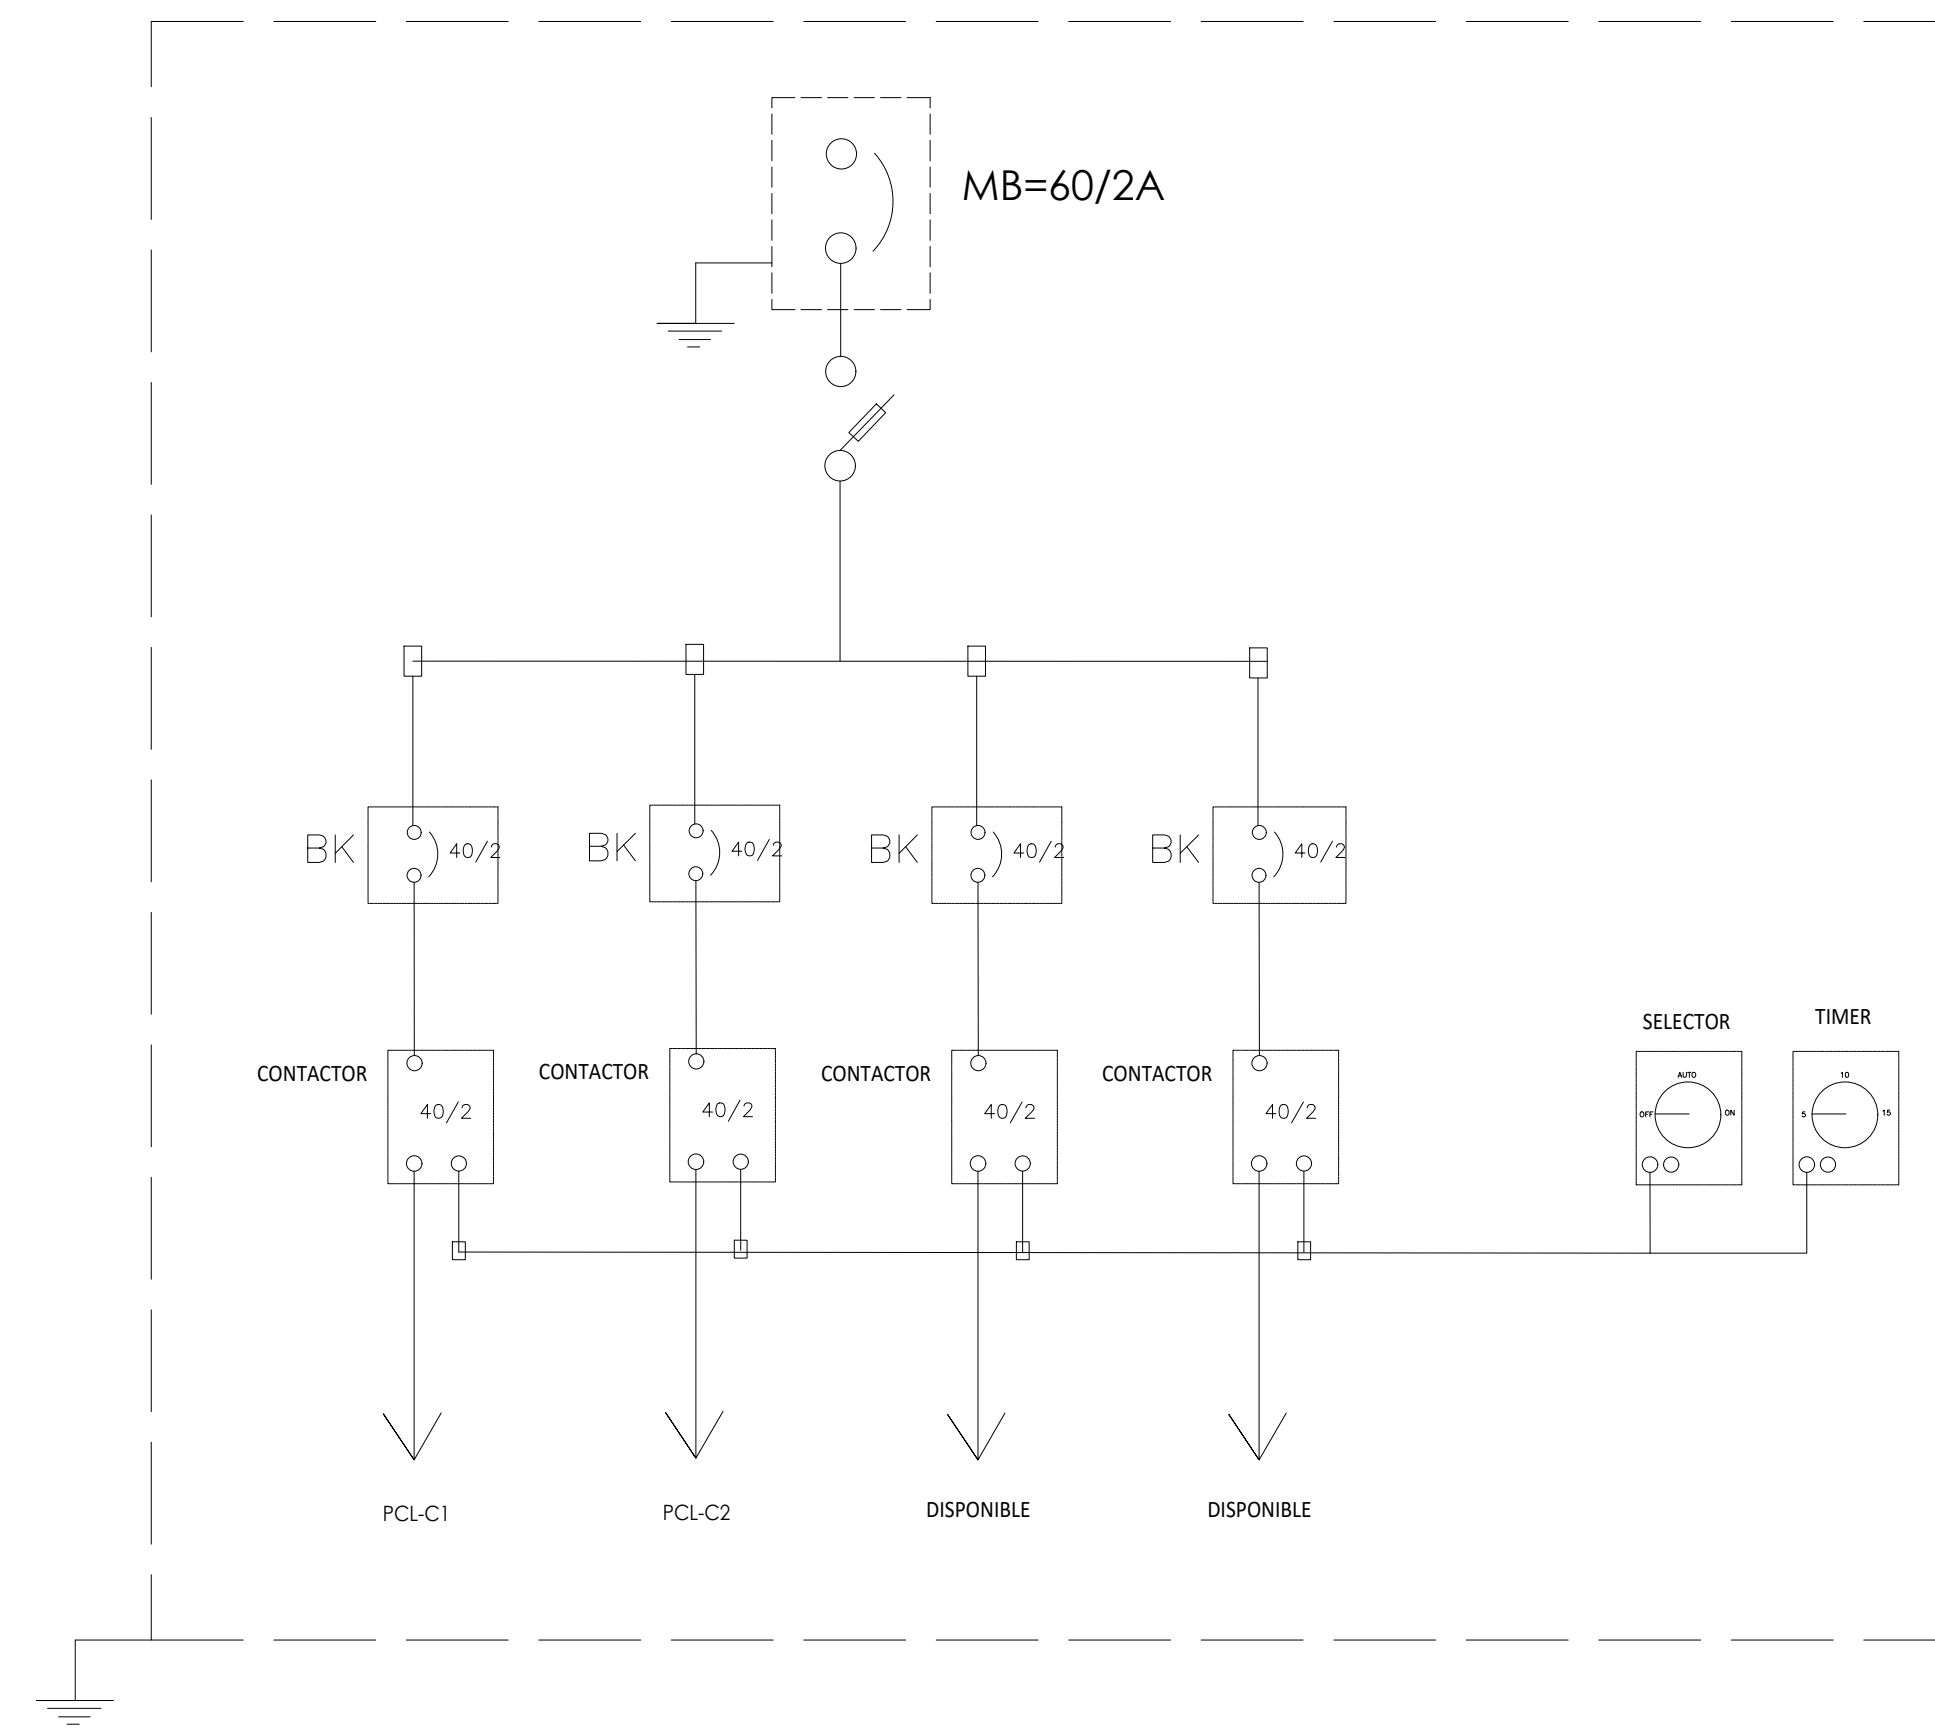 MB=60/2A
BK 40/2
BK 40/2
BK 40/2
BK 40/2
CONTACTOR
40/2
CONTACTOR
40/2
CONTACTOR
40/2
CONTACTOR
40/2
SELECTOR
AUTO
OFF
ON
TIMER
10
5
15
PCL-C1
PCL-C2
DISPONIBLE
DISPONIBLE